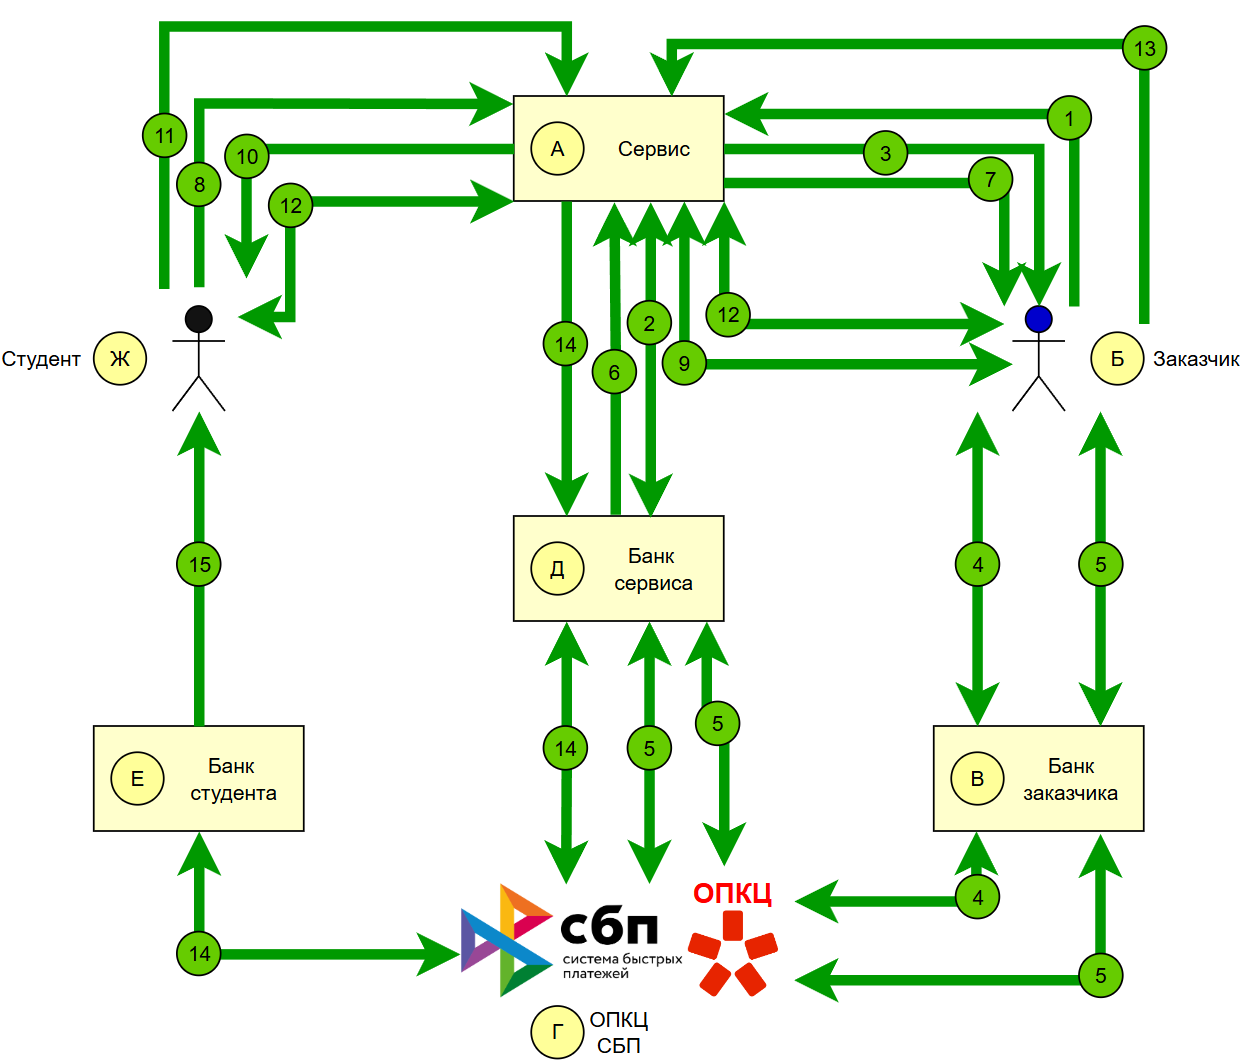 13
1
11
А
Сервис
3
10
7
8
12
12
2
14
9
6
Студент
Ж
Б
Заказчик
15
Д
Банк
сервиса
4
5
5
14
5
Е
Банк
студента
В
Банк
заказчика
ОПКЦ
4
сбп
система быстрых
платежей
14
5
Г
ОПКЦ
СБП